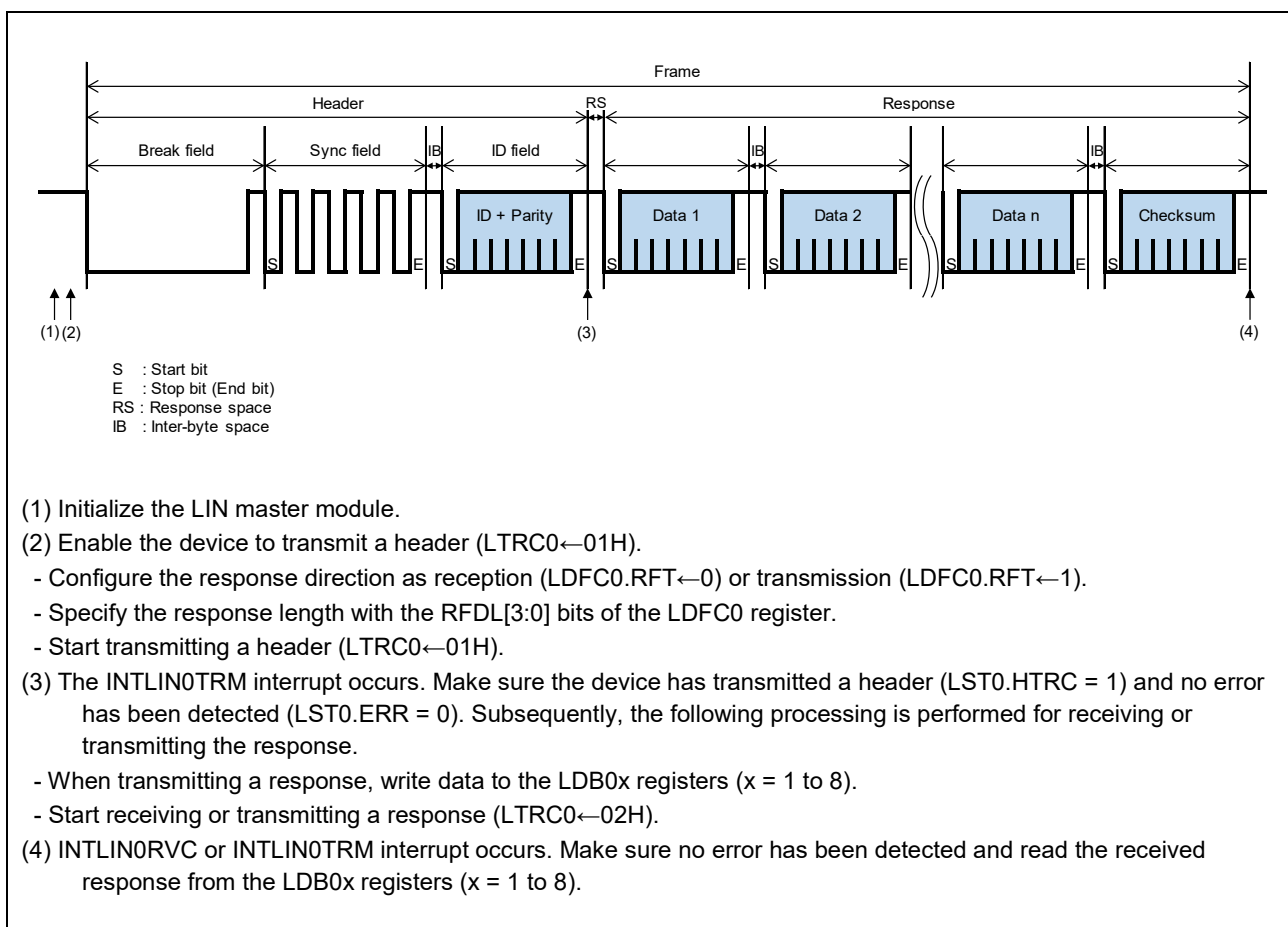 Frame
Header RS Response
Break field Sync field IB ID field IB IB
ID + Parity Data 1 Data 2 Data n Checksum
S E S E S E S E S E S E
(1) (2) (3) (4)
S : Start bit
E : Stop bit (End bit)
RS : Response space
IB : Inter-byte space
(1) Initialize the LIN master module.
(2) Enable the device to transmit a header (LTRC0←01H).
- Configure the response direction as reception (LDFC0.RFT←0) or transmission (LDFC0.RFT←1).
- Specify the response length with the RFDL[3:0] bits of the LDFC0 register.
- Start transmitting a header (LTRC0←01H).
(3) The INTLIN0TRM interrupt occurs. Make sure the device has transmitted a header (LST0.HTRC = 1) and no error
has been detected (LST0.ERR = 0). Subsequently, the following processing is performed for receiving or
transmitting the response.
- When transmitting a response, write data to the LDB0x registers (x = 1 to 8).
- Start receiving or transmitting a response (LTRC0←02H).
(4) INTLIN0RVC or INTLIN0TRM interrupt occurs. Make sure no error has been detected and read the received
response from the LDB0x registers (x = 1 to 8).